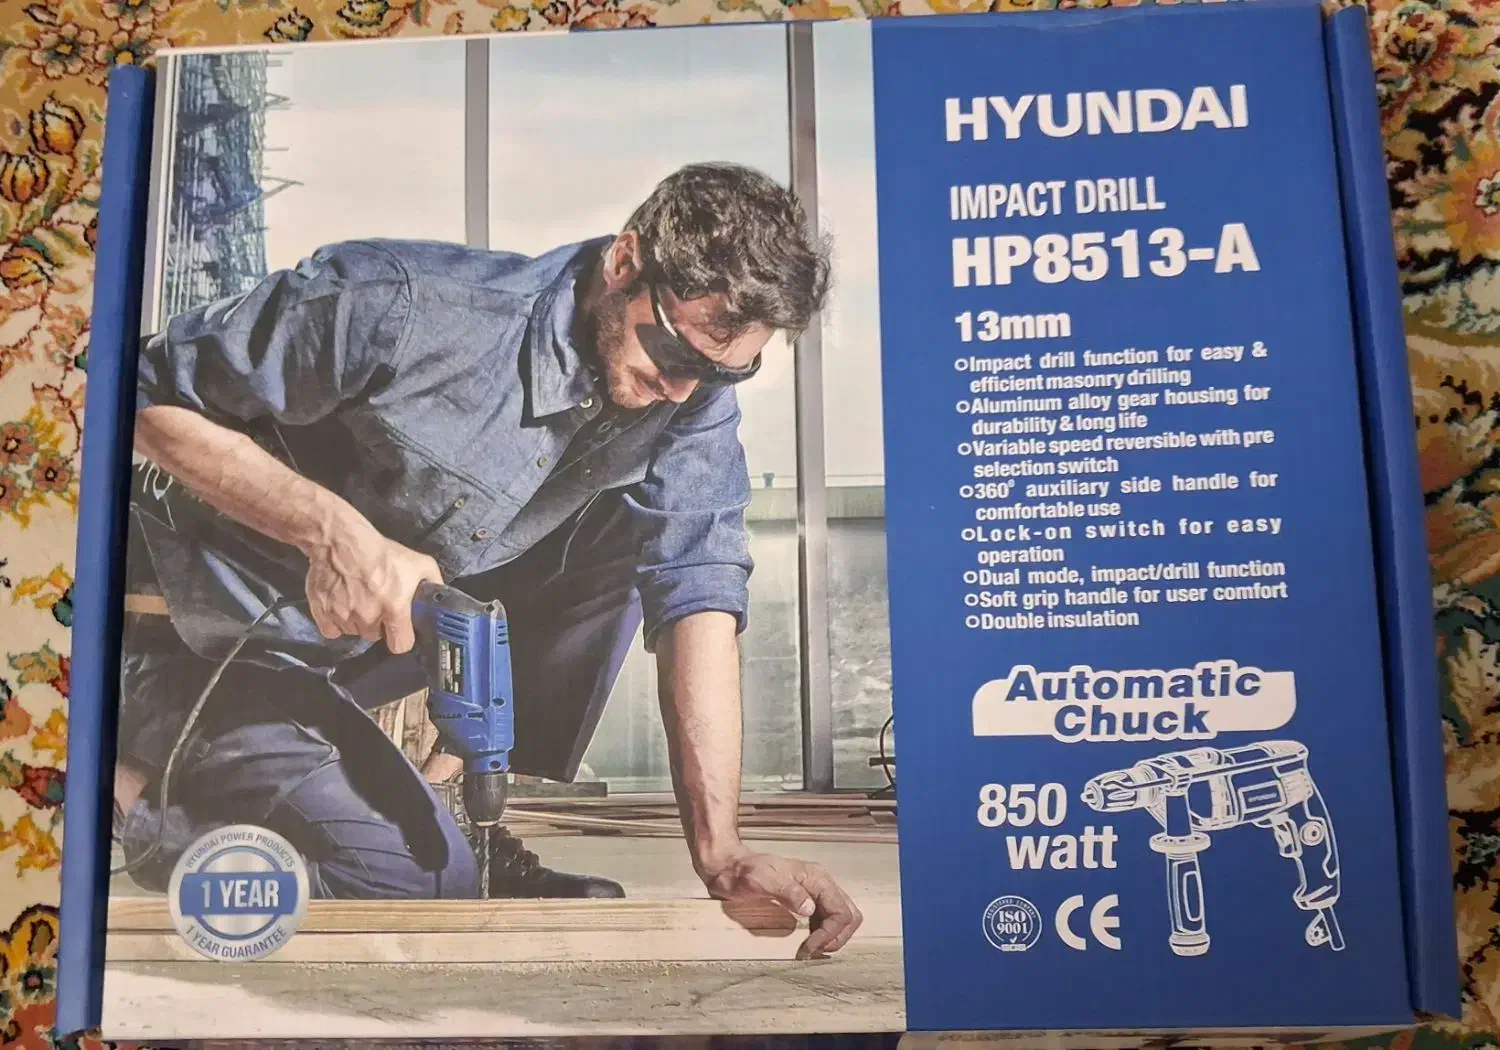 HYUNDAI
IMPACT DRILL
HP8513-A
13mm
Impact drill function for easy &
efficient masonry drilling
Aluminum alloy gear housing for
durability & long life
Variable speed reversible with pre
selection switch
360° auxiliary side handle for
comfortable use
Lock-on switch for easy
operation
Dual mode, impact/drill function
Soft grip handle for user comfort
Double insulation
Automatic
Chuck
850
watt
ISO
9001
CE
HYUNDAI POWER PRODUCTS
1 YEAR
1 YEAR GUARANTEE